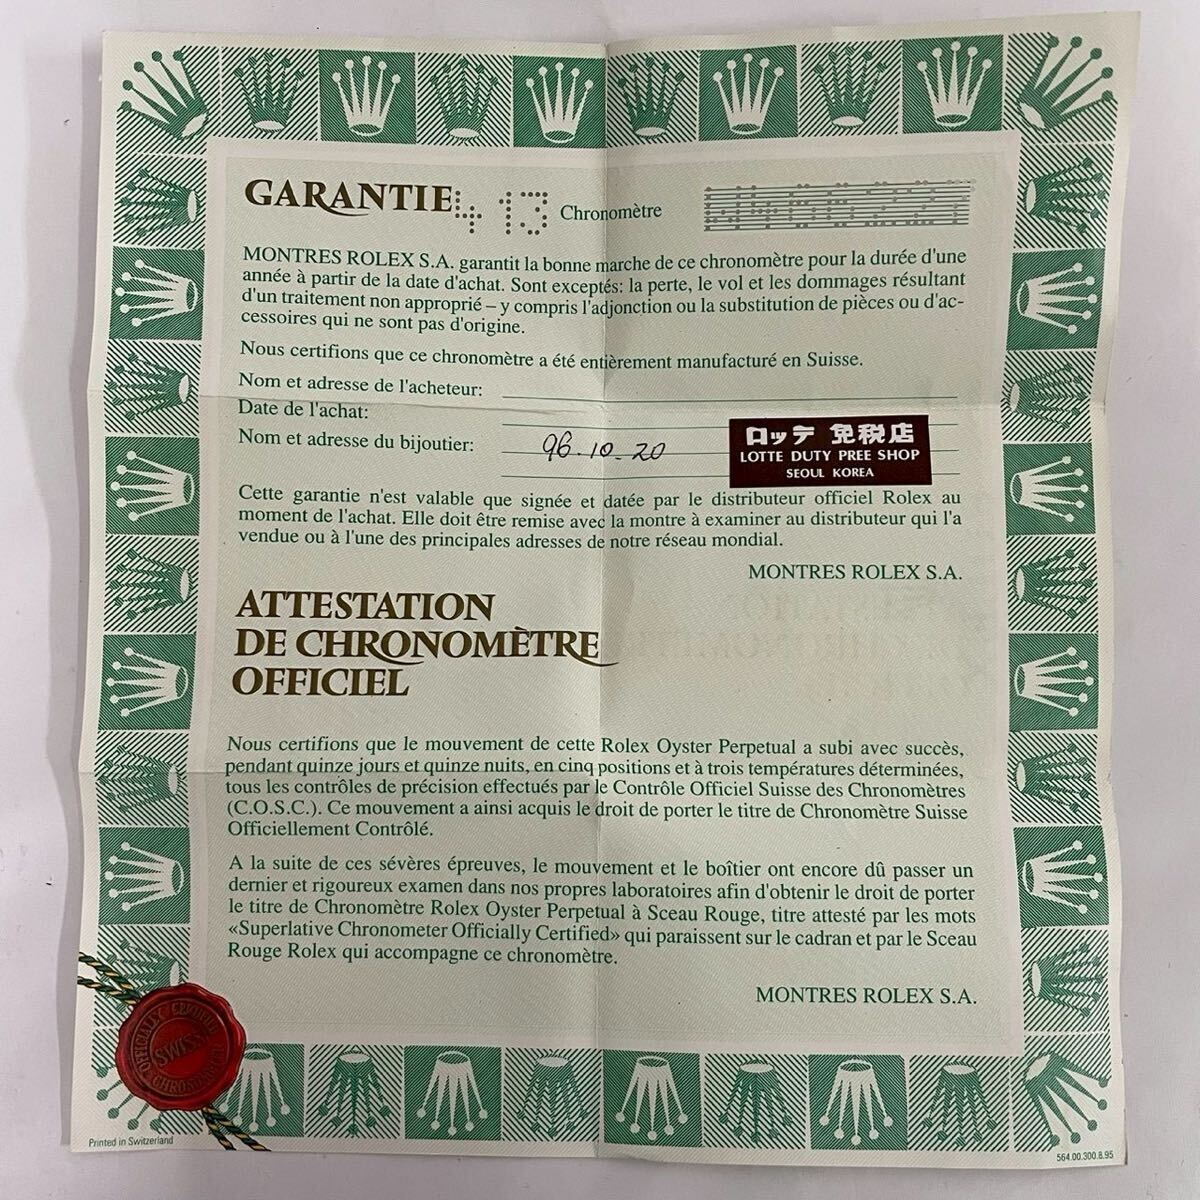 GARANTIE 413 Chronomètre
MONTRES ROLEX S.A. garantit la bonne marche de ce chronomètre pour la durée d'une
année à partir de la date d'achat. Sont exceptés: la perte, le vol et les dommages résultant
d'un traitement non approprié – y compris l'adjonction ou la substitution de pièces ou d'ac-
cessoires qui ne sont pas d'origine.
Nous certifions que ce chronomètre a été entièrement manufacturé en Suisse.
Nom et adresse de l'acheteur:
Date de l'achat:
Nom et adresse du bijoutier: 96.10.20
ロッテ 免税店
LOTTE DUTY PREE SHOP
SEOUL KOREA
Cette garantie n'est valable que signée et datée par le distributeur officiel Rolex au
moment de l'achat. Elle doit être remise avec la montre à examiner au distributeur qui l'a
vendue ou à l'une des principales adresses de notre réseau mondial.
MONTRES ROLEX S.A.
ATTESTATION
DE CHRONOMÈTRE
OFFICIEL
Nous certifions que le mouvement de cette Rolex Oyster Perpetual a subi avec succès,
pendant quinze jours et quinze nuits, en cinq positions et à trois températures déterminées,
tous les contrôles de précision effectués par le Contrôle Officiel Suisse des Chronomètres
(C.O.S.C.). Ce mouvement a ainsi acquis le droit de porter le titre de Chronomètre Suisse
Officiellement Contrôlé.
A la suite de ces sévères épreuves, le mouvement et le boîtier ont encore dû passer un
dernier et rigoureux examen dans nos propres laboratoires afin d'obtenir le droit de porter
le titre de Chronomètre Rolex Oyster Perpetual à Sceau Rouge, titre attesté par les mots
«Superlative Chronometer Officially Certified» qui paraissent sur le cadran et par le Sceau
Rouge Rolex qui accompagne ce chronomètre.
MONTRES ROLEX S.A.
OFFICIALLY CERTIFIED
SWISS
CHRONOMETER
Printed in Switzerland
564.00.300.8.95